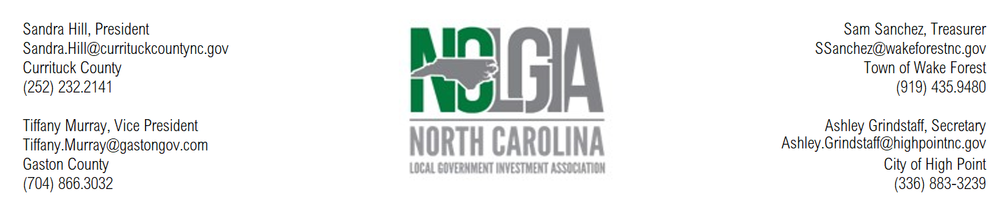 Sandra Hill, President
Sandra.Hill@currituckcountync.gov
Currituck County
(252) 232.2141
Tiffany Murray, Vice President
Tiffany.Murray@gastongov.com
Gaston County
(704) 866.3032
NCLGIA
NORTH CAROLINA
LOCAL GOVERNMENT INVESTMENT ASSOCIATION
Sam Sanchez, Treasurer
SSanchez@wakeforestnc.gov
Town of Wake Forest
(919) 435.9480
Ashley Grindstaff, Secretary
Ashley.Grindstaff@highpointnc.gov
City of High Point
(336) 883-3239